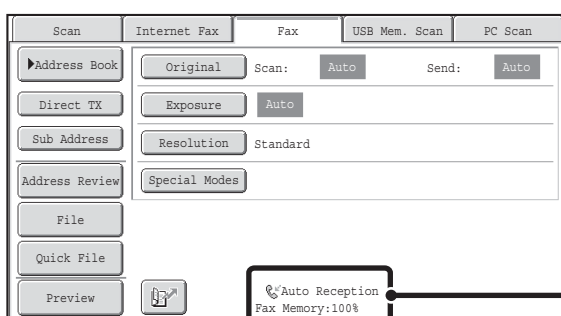 Scan Internet Fax Fax USB Mem. Scan PC Scan
Address Book Original Scan: Auto Send: Auto
Direct TX Exposure Auto
Sub Address Resolution Standard
Address Review Special Modes
File
Quick File
Preview Auto Reception
Fax Memory:100%